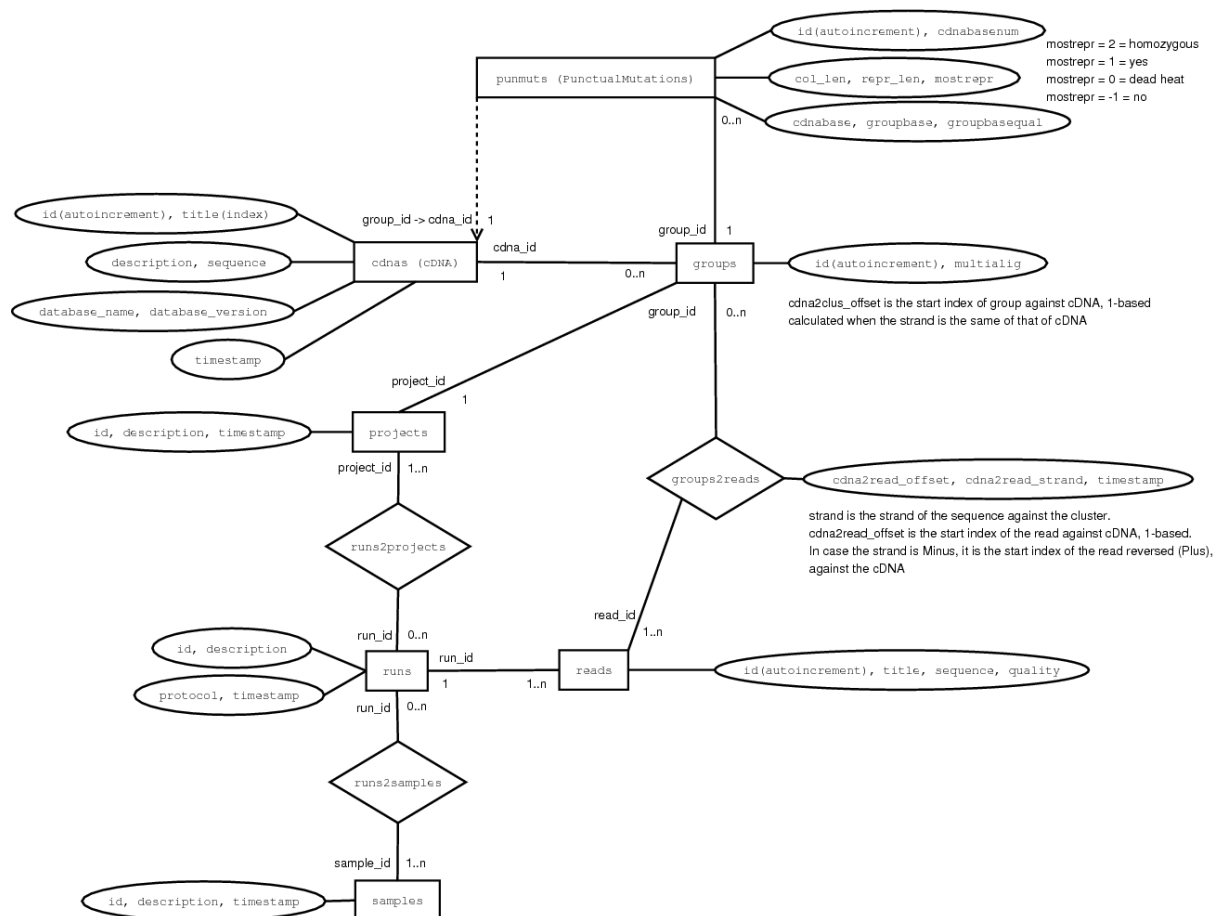 id(autoincrement), cdnabasenum
mostrepr = 2 = homozygous
mostrepr = 1 = yes
mostrepr = 0 = dead heat
mostrepr = -1 = no
punmuts (PunctualMutations)
col_len, repr_len, mostrepr
cdnabase, groupbase, groupbasequal
0..n
id(autoincrement), title(index)
group_id -> cdna_id
1
cdna_id
group_id
1
description, sequence
cdnas (cDNA)
1
0..n
groups
id(autoincrement), multialig
database_name, database_version
group_id
0..n
cdna2clus_offset is the start index of group against cDNA, 1-based
calculated when the strand is the same of that of cDNA
timestamp
project_id
1
id, description, timestamp
projects
project_id
1..n
groups2reads
cdna2read_offset, cdna2read_strand, timestamp
strand is the strand of the sequence against the cluster.
cdna2read_offset is the start index of the read against cDNA, 1-based.
In case the strand is Minus, it is the start index of the read reversed (Plus),
against the cDNA
runs2projects
read_id
1..n
run_id
0..n
id, description
protocol, timestamp
runs
run_id
1
1..n
reads
id(autoincrement), title, sequence, quality
run_id
0..n
runs2samples
sample_id
1..n
id, description, timestamp
samples